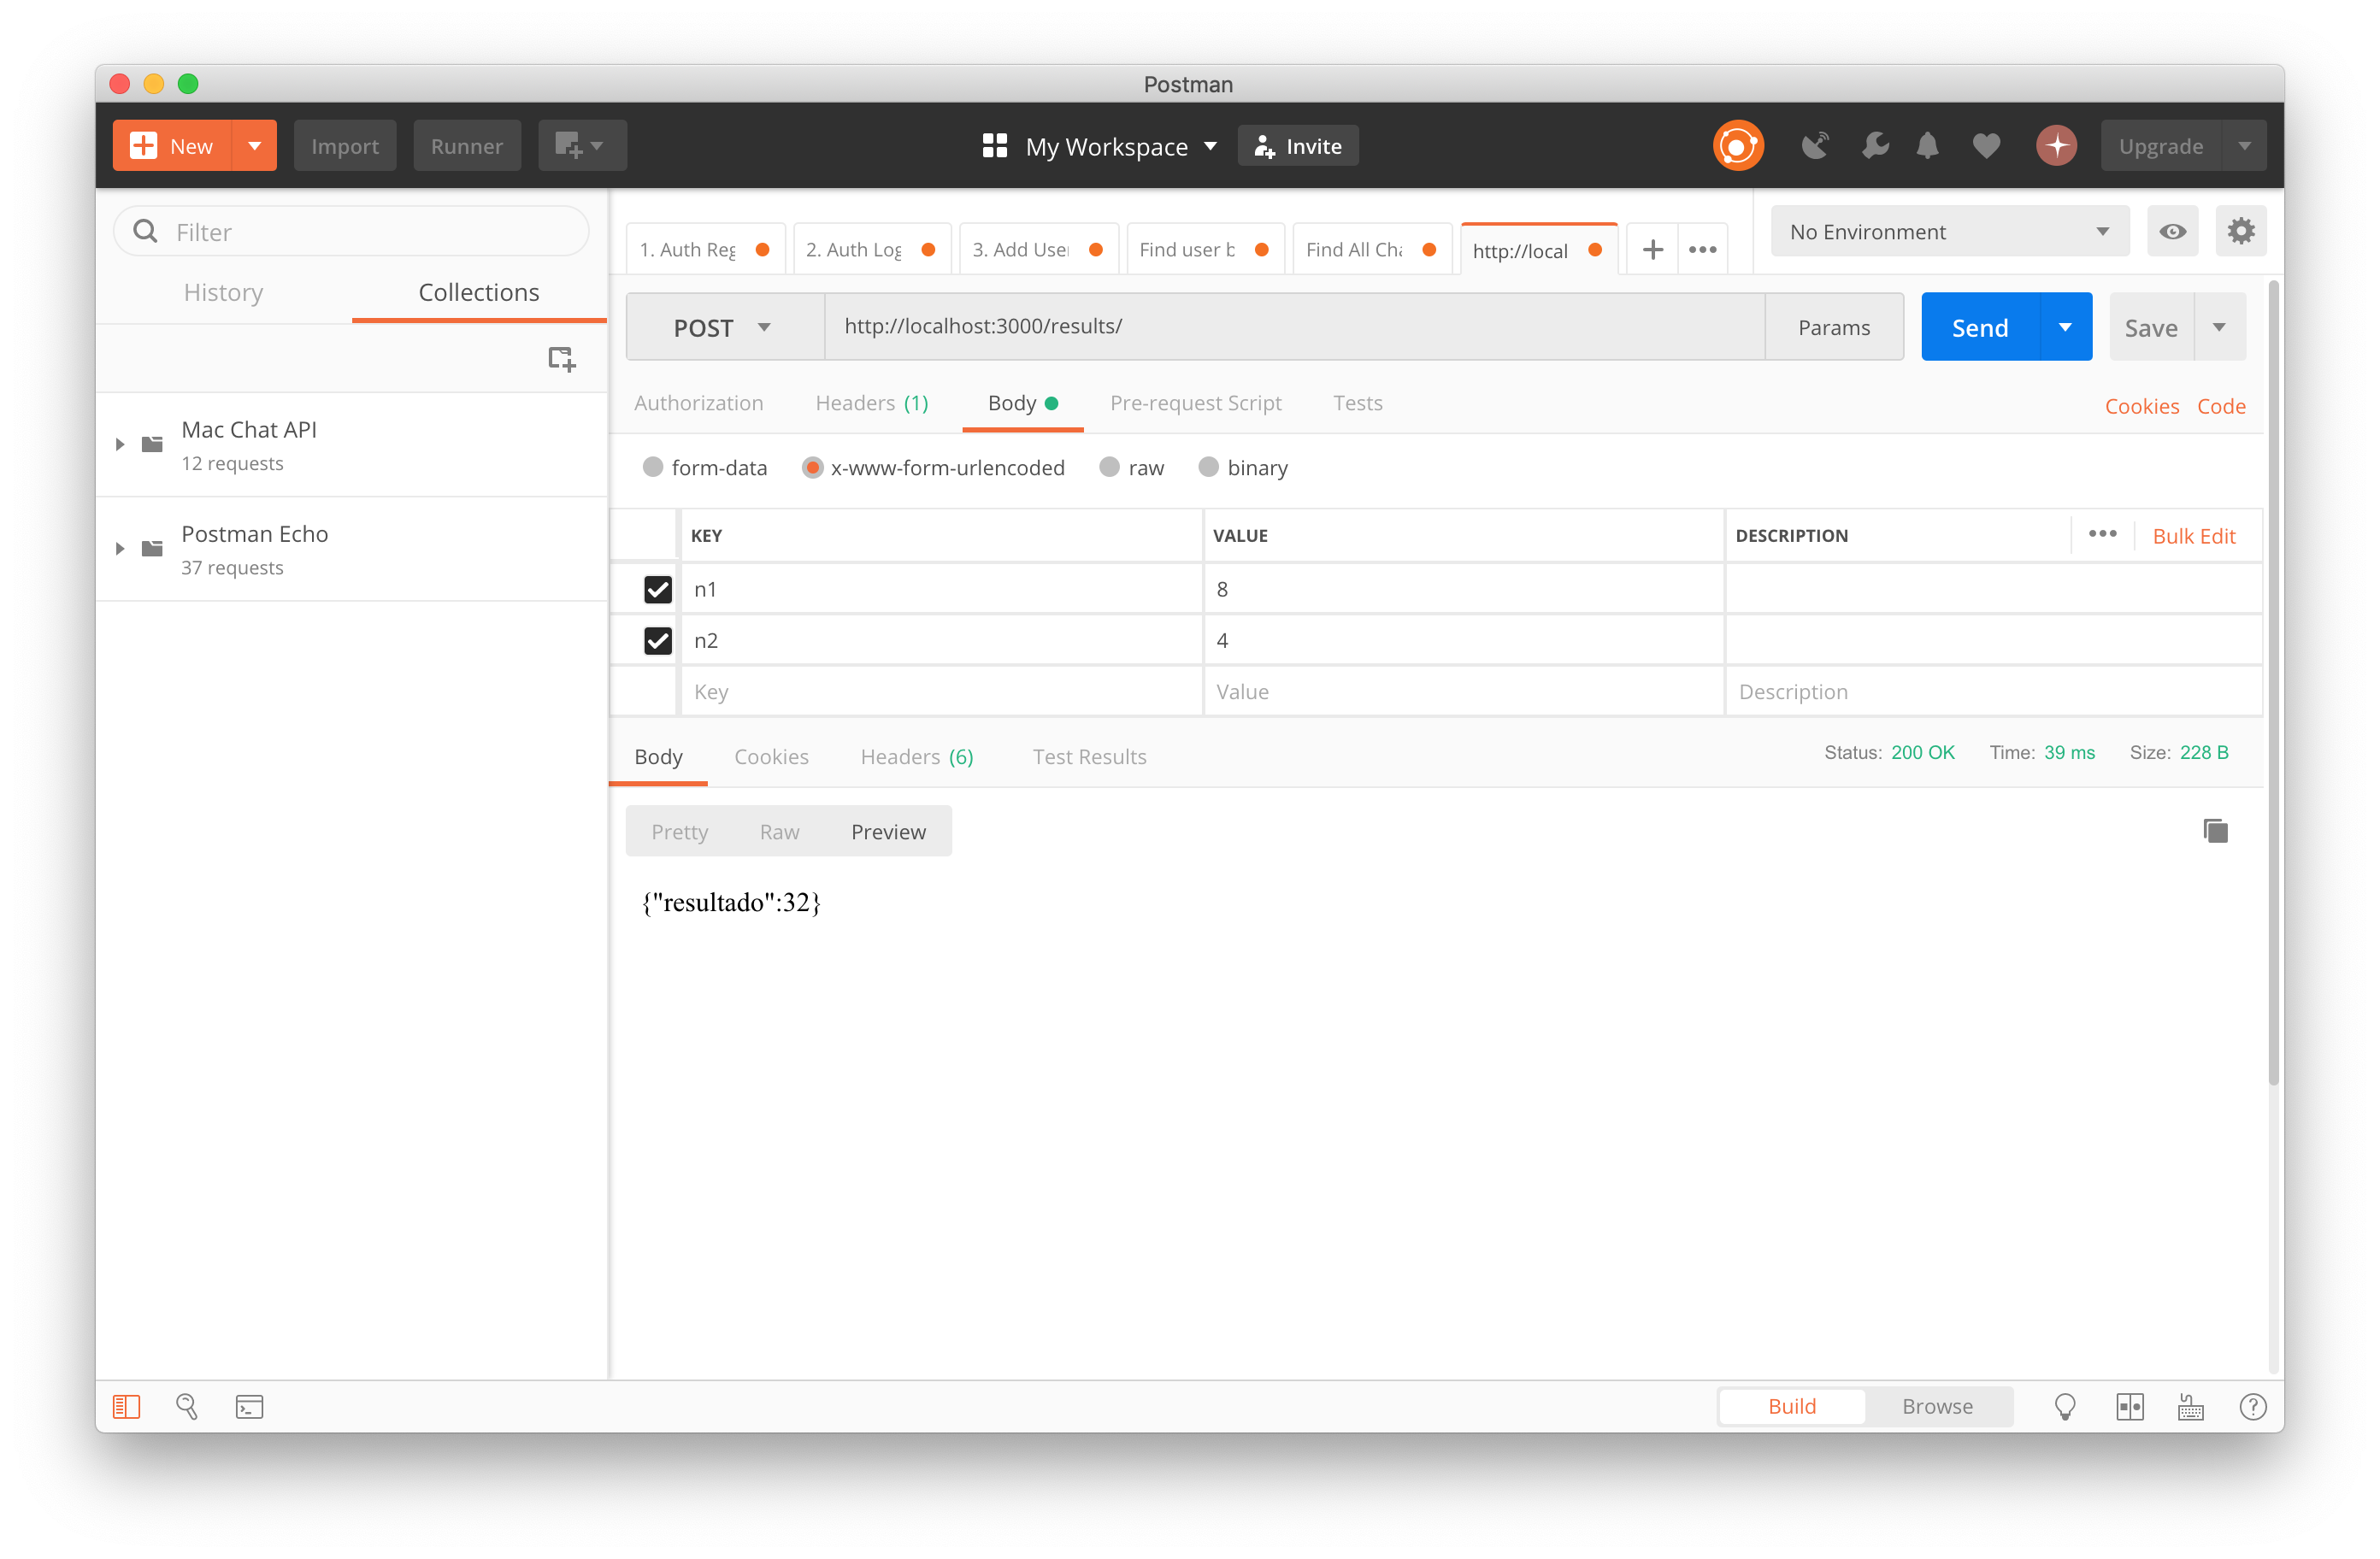 Postman
New Import Runner My Workspace Invite Upgrade
Filter
History Collections
Mac Chat API
12 requests
Postman Echo
37 requests
1. Auth Reg 2. Auth Log 3. Add Use Find user b Find All Cha http://local
No Environment
POST http://localhost:3000/results/ Params Send Save
Authorization Headers (1) Body Pre-request Script Tests Cookies Code
form-data x-www-form-urlencoded raw binary
KEY VALUE DESCRIPTION Bulk Edit
n1 8
n2 4
Key Value Description
Body Cookies Headers (6) Test Results Status: 200 OK Time: 39 ms Size: 228 B
Pretty Raw Preview
{"resultado":32}
Build Browse